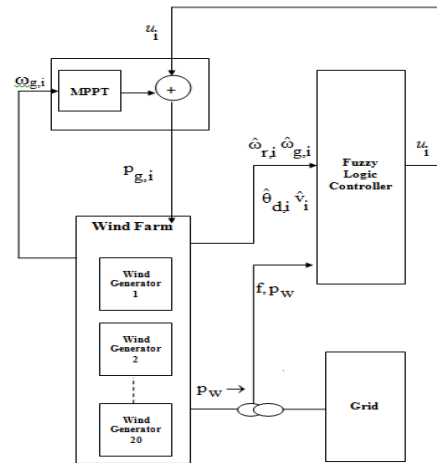 u_i
ω_g,i
MPPT
+
p_g,i
ω̂_r,i ω̂_g,i
θ̂_d,i v̂_i
Fuzzy
Logic
Controller
u_i
Wind Farm
Wind
Generator
1
f, p_w
Wind
Generator
2
p_w →
Wind
Generator
20
Grid